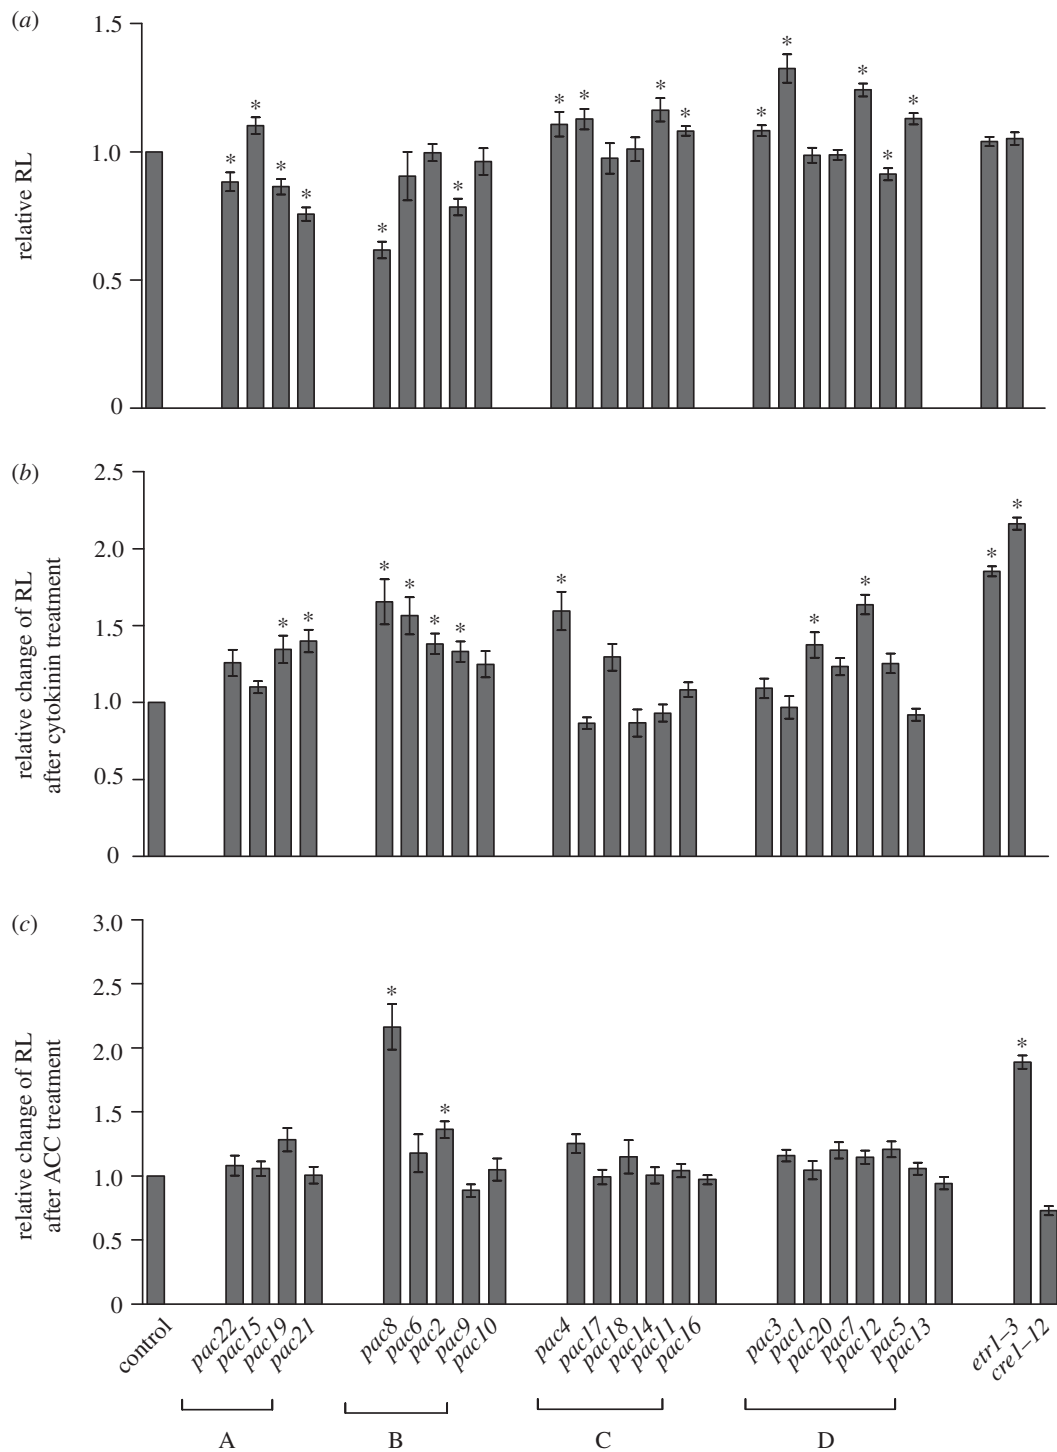 (a)
1.5
1.0
0.5
0
relative RL
* * * *
* *
* * * *
* * * * *
(b)
2.5
2.0
1.5
1.0
0.5
0
relative change of RL
after cytokinin treatment
* *
* * * *
*
* *
* *
(c)
3.0
2.5
2.0
1.5
1.0
0.5
0
relative change of RL
after ACC treatment
* *
*
control pac22 pac15 pac19 pac21 pac8 pac6 pac2 pac9 pac10 pac4 pac17 pac18 pac14 pac11 pac16 pac3 pac1 pac20 pac7 pac12 pac5 pac13 etr1–3 cre1–12
A B C D